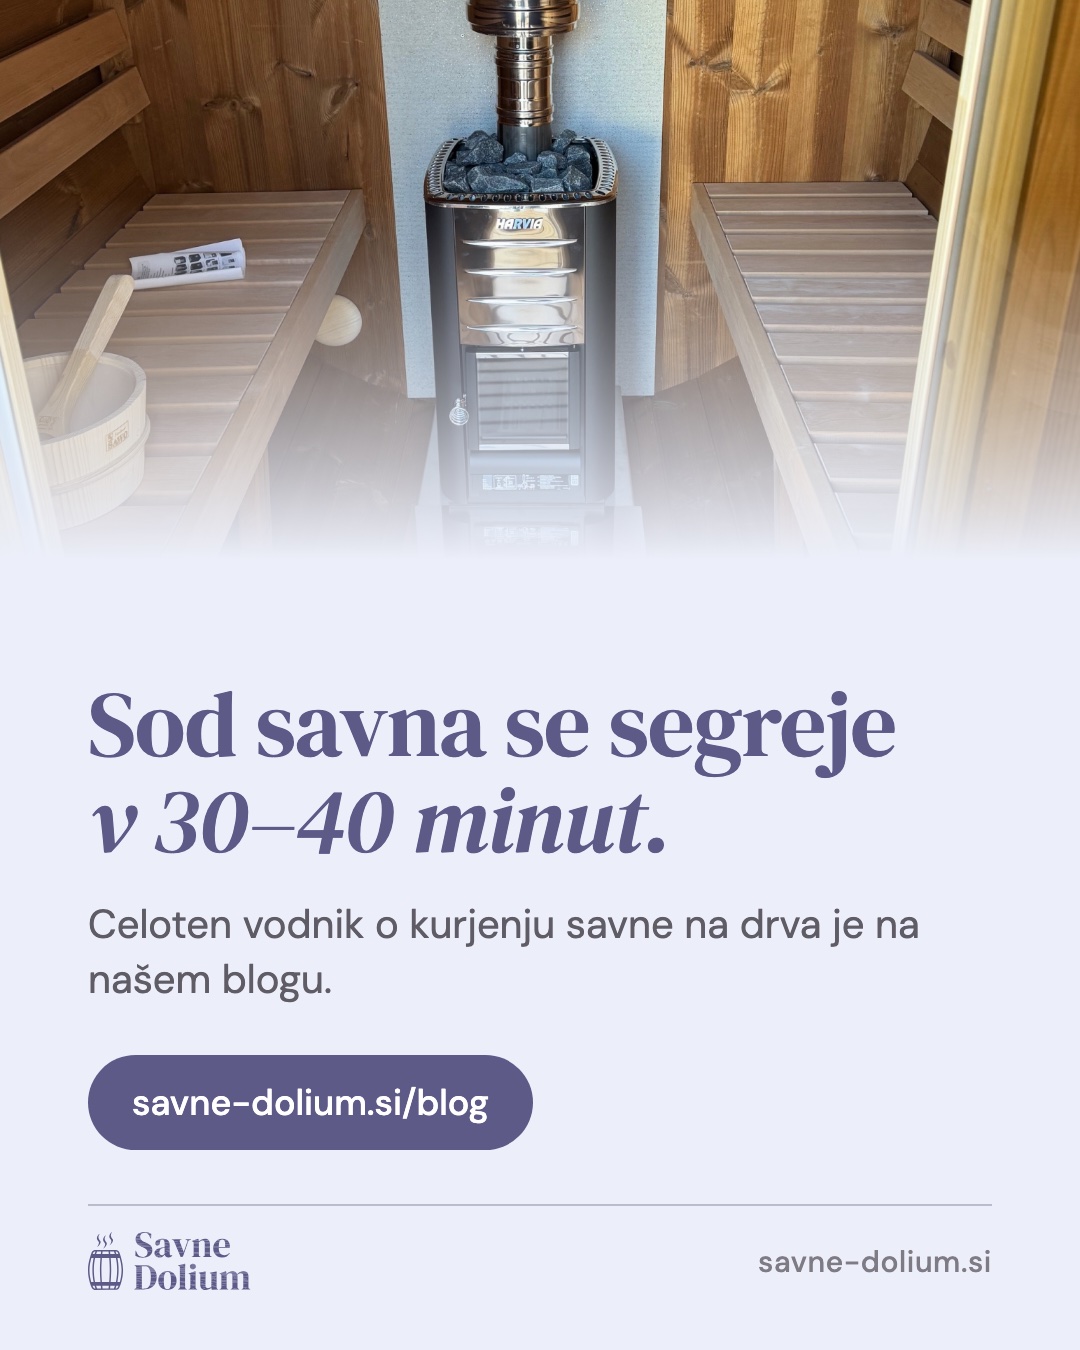 HARVIA
Sod savna se segreje
v 30–40 minut.
Celoten vodnik o kurjenju savne na drva je na
našem blogu.
savne-dolium.si/blog
Savne
Dolium
savne-dolium.si